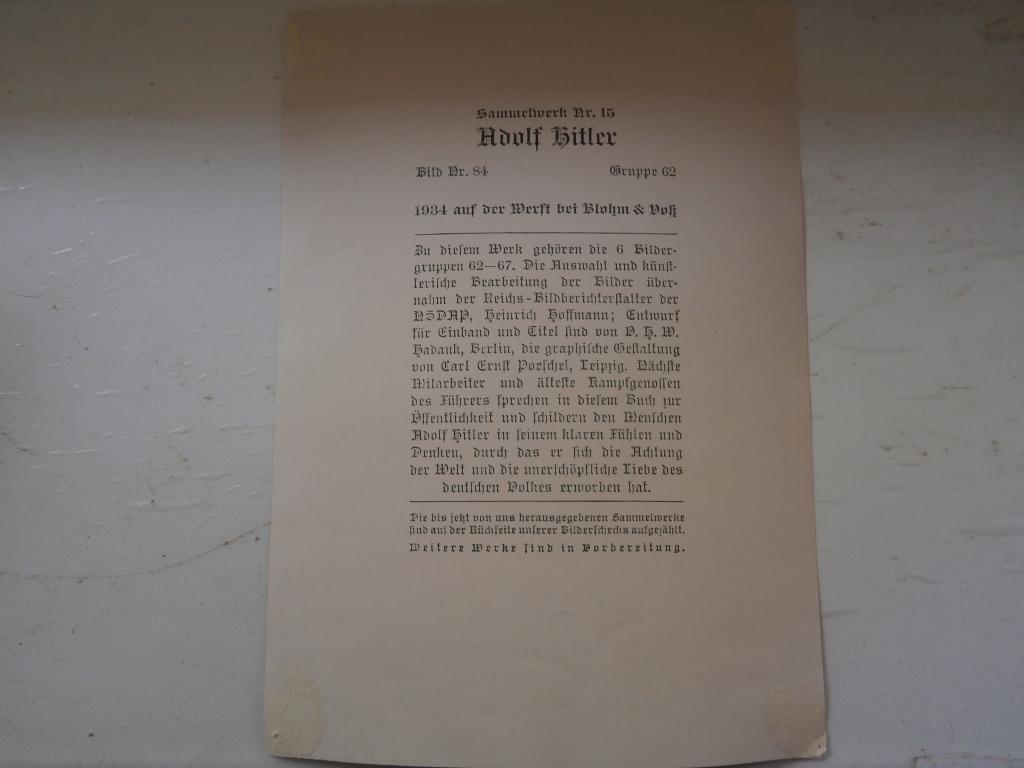 Sammelwerk Nr. 15
Adolf Hitler
Bild Nr. 84 Gruppe 62
1934 auf der Werft bei Blohm & Voß
Zu diesem Werk gehören die 6 Bilder-
gruppen 62—67. Die Auswahl und künst-
lerische Bearbeitung der Bilder über-
nahm der Reichs-Bildberichterstatter der
NSDAP, Heinrich Hoffmann; Entwurf
für Einband und Titel sind von O. H. W.
Hadank, Berlin, die graphische Gestaltung
von Carl Ernst Poeschel, Leipzig. Nächste
Mitarbeiter und älteste Kampfgenossen
des Führers sprechen in diesem Buch zur
Öffentlichkeit und schildern den Menschen
Adolf Hitler in seinem klaren Fühlen und
Denken, durch das er sich die Achtung
der Welt und die unerschöpfliche Liebe des
deutschen Volkes erworben hat.
Die bis jetzt von uns herausgegebenen Sammelwerke
sind auf der Rückseite unserer Bilderschecks aufgezählt.
Weitere Werke sind in Vorbereitung.